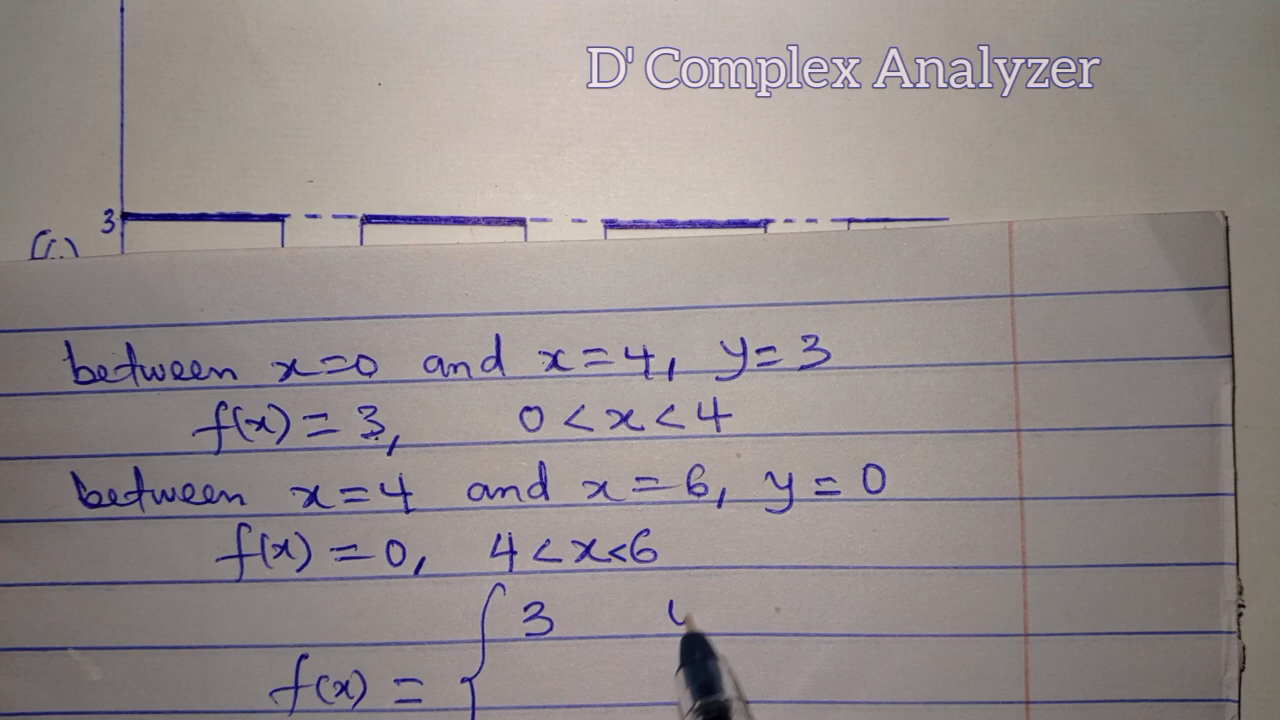 D' Complex Analyzer
3
(i)
between x=0 and x=4, y=3
f(x)=3, 0<x<4
between x=4 and x=6, y=0
f(x)=0, 4<x<6
3
f(x)={